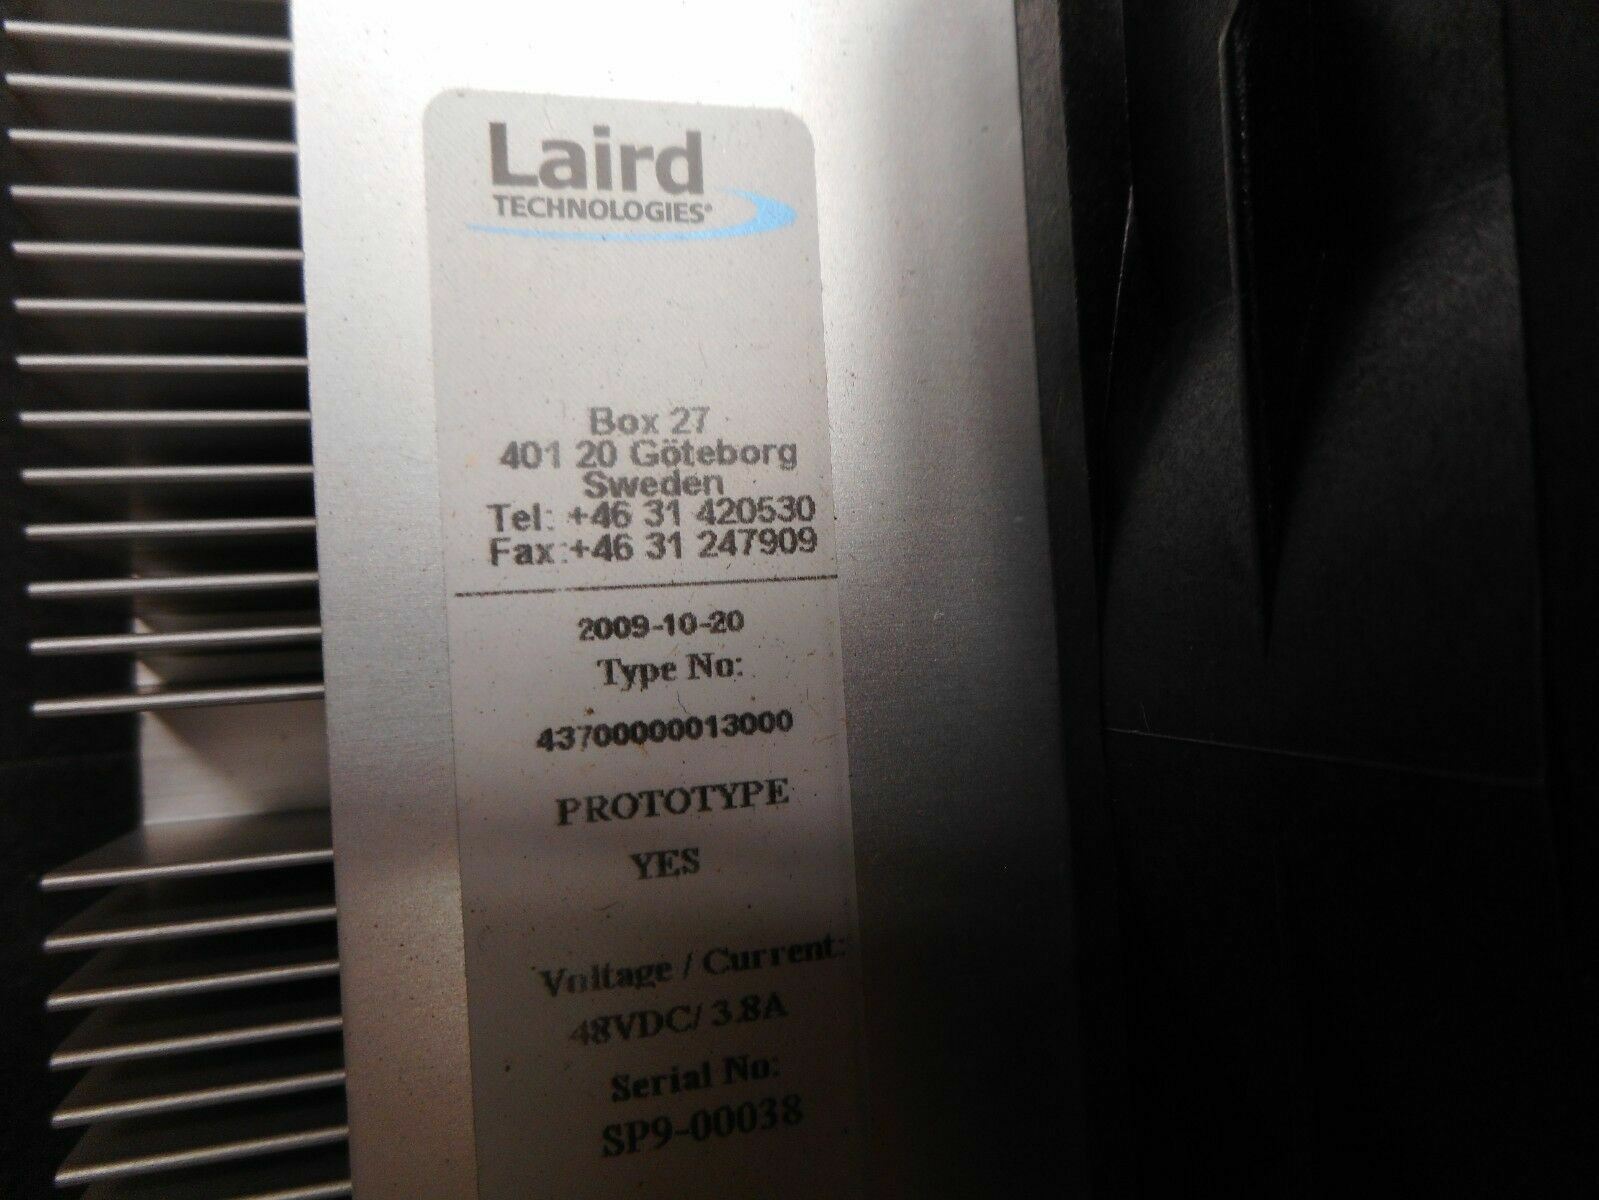 Laird
TECHNOLOGIES®
Box 27
401 20 Göteborg
Sweden
Tel: +46 31 420530
Fax:+46 31 247909
2009-10-20
Type No:
43700000013000
PROTOTYPE
YES
Voltage / Current:
48VDC/ 3.8A
Serial No:
SP9-00038